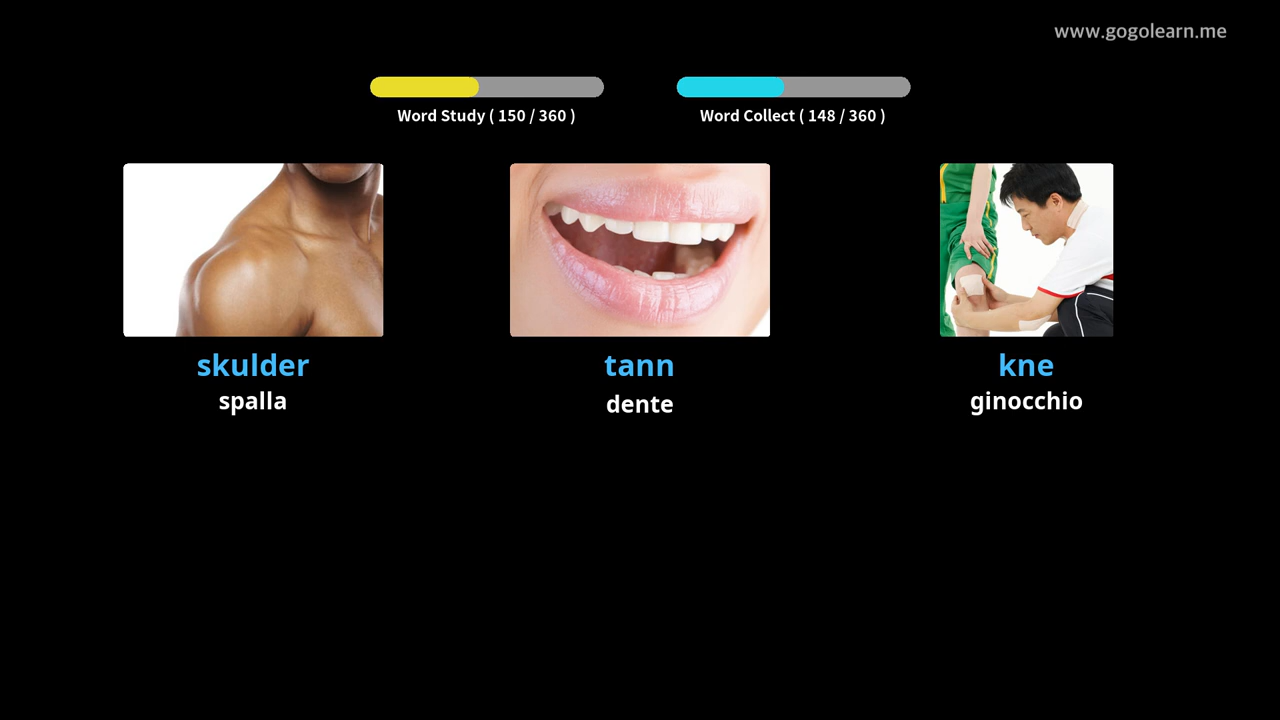 www.gogolearn.me
Word Study ( 150 / 360 )
Word Collect ( 148 / 360 )
skulder
spalla
tann
dente
kne
ginocchio